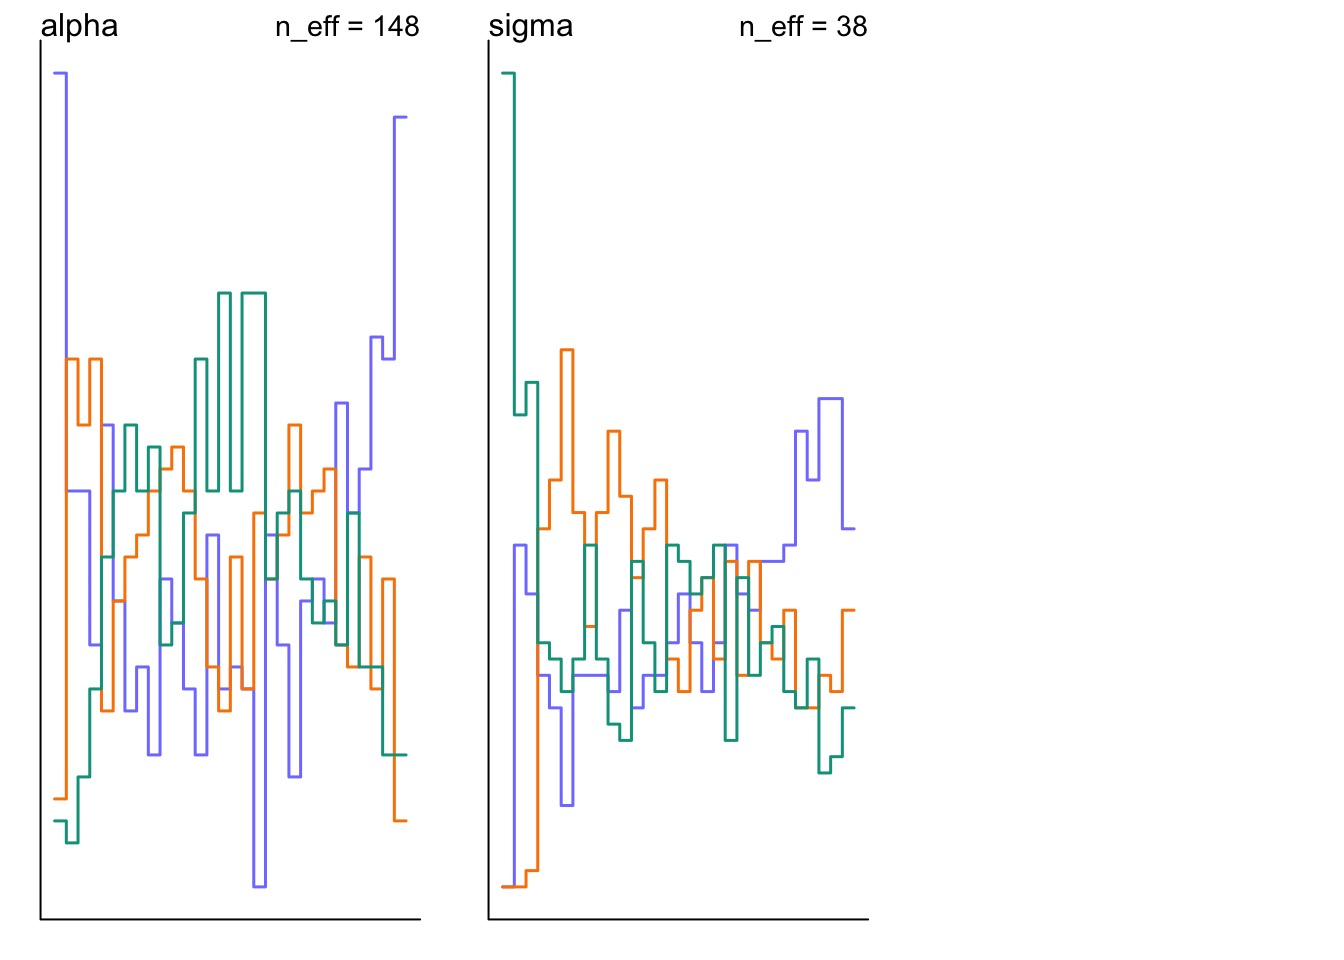 alpha n_eff = 148 sigma n_eff = 38